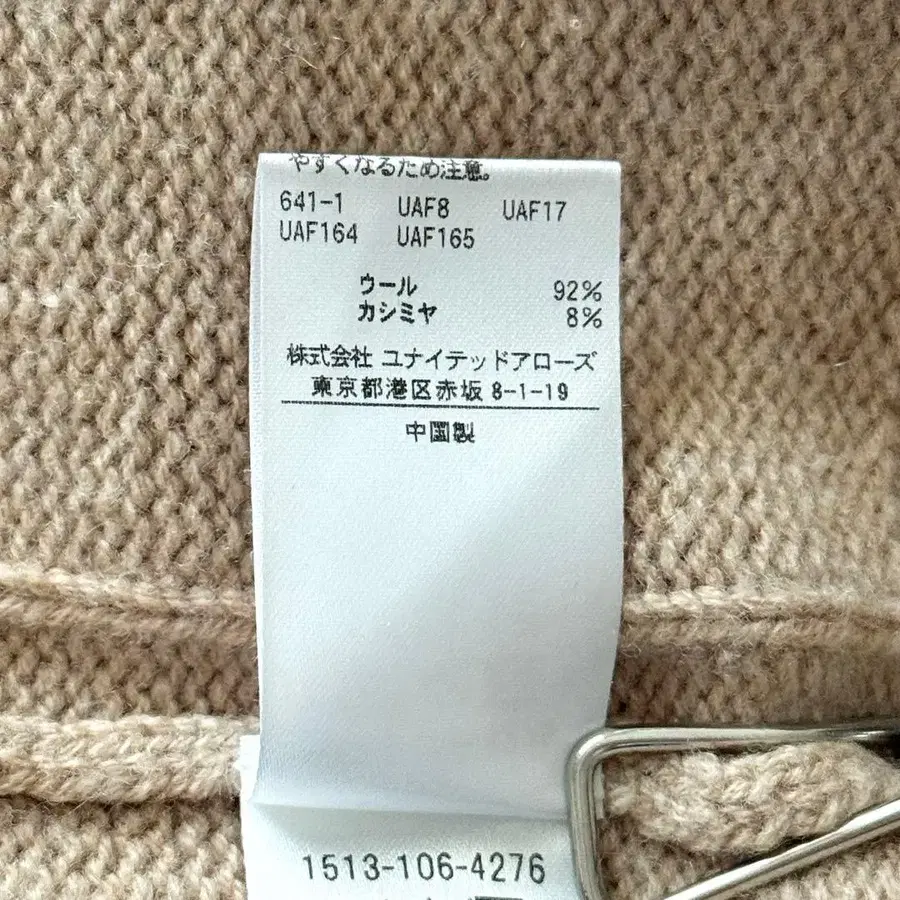 やすくなるため注意。
641-1 UAF8 UAF17
UAF164 UAF165
ウール 92%
カシミヤ 8%
株式会社 ユナイテッドアローズ
東京都港区赤坂 8-1-19
中国製
1513-106-4276